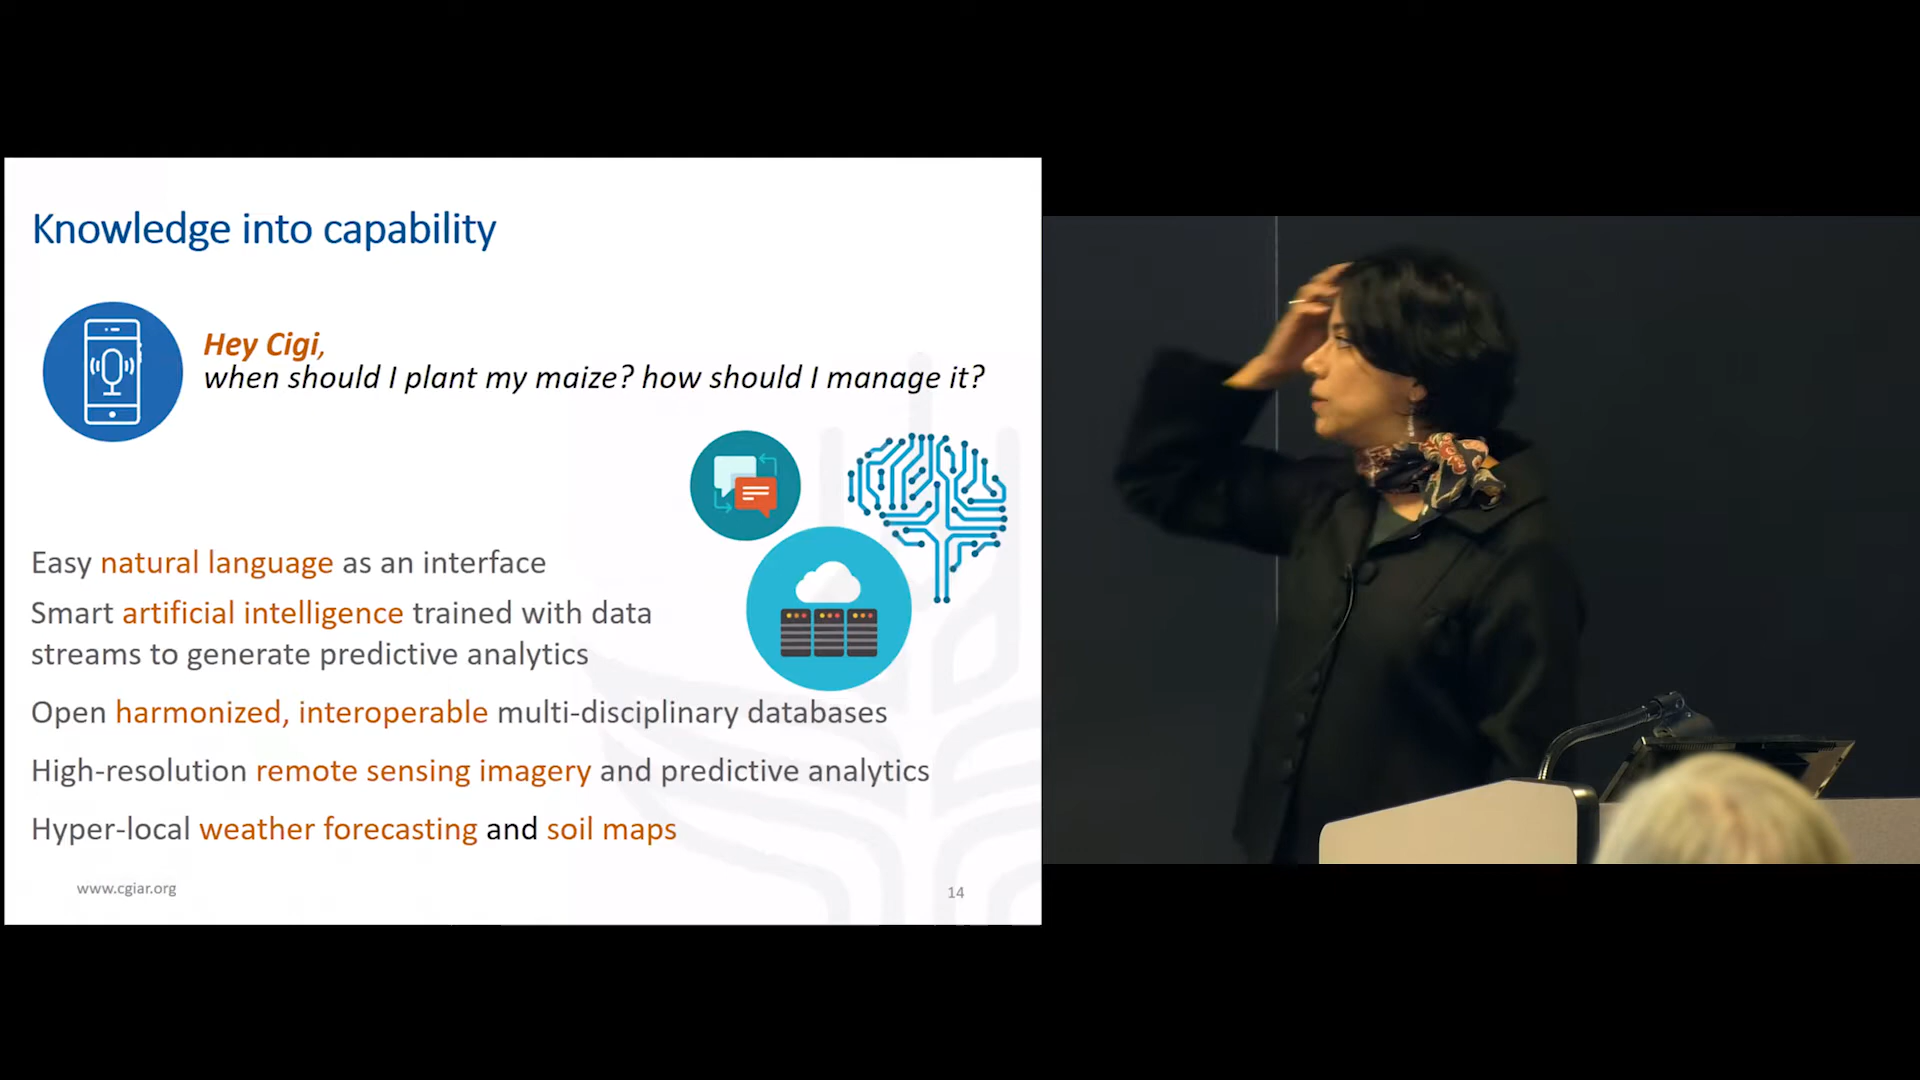 Knowledge into capability
Hey Cigi,
when should I plant my maize? how should I manage it?
Easy natural language as an interface
Smart artificial intelligence trained with data
streams to generate predictive analytics
Open harmonized, interoperable multi-disciplinary databases
High-resolution remote sensing imagery and predictive analytics
Hyper-local weather forecasting and soil maps
www.cgiar.org
14